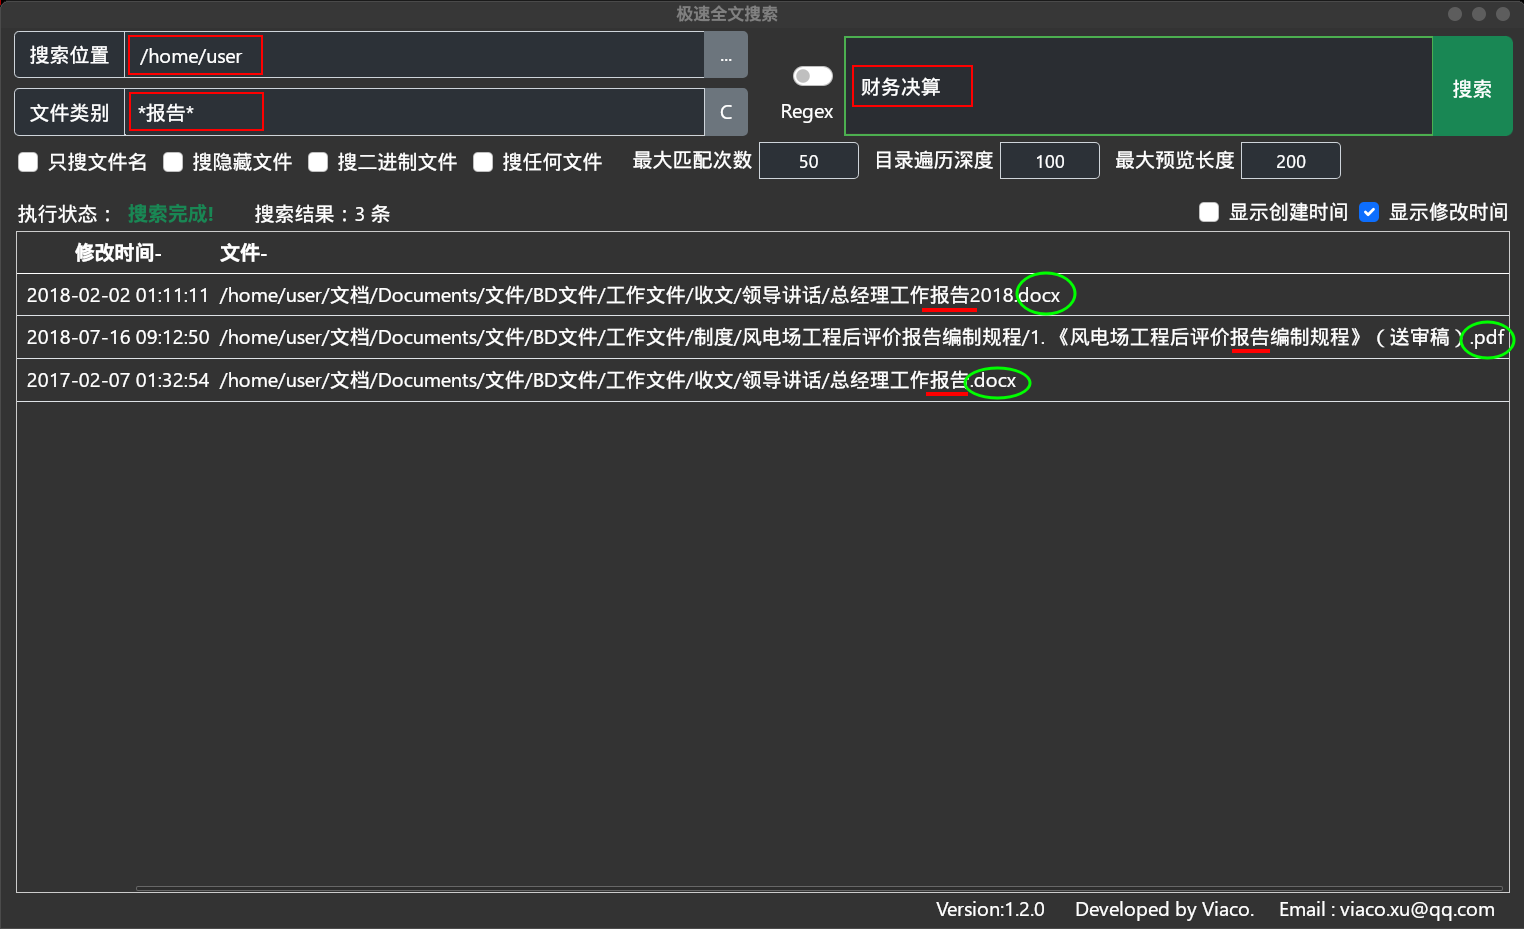 极速全文搜索
搜索位置 /home/user ...
文件类别 *报告* C
Regex
财务决算
搜索
只搜文件名 搜隐藏文件 搜二进制文件 搜任何文件 最大匹配次数 50 目录遍历深度 100 最大预览长度 200
执行状态: 搜索完成! 搜索结果:3 条 显示创建时间 显示修改时间
修改时间- 文件-
2018-02-02 01:11:11 /home/user/文档/Documents/文件/BD文件/工作文件/收文/领导讲话/总经理工作报告2018.docx
2018-07-16 09:12:50 /home/user/文档/Documents/文件/BD文件/工作文件/制度/风电场工程后评价报告编制规程/1. 《风电场工程后评价报告编制规程》（送审稿）.pdf
2017-02-07 01:32:54 /home/user/文档/Documents/文件/BD文件/工作文件/收文/领导讲话/总经理工作报告.docx
Version:1.2.0 Developed by Viaco. Email : viaco.xu@qq.com